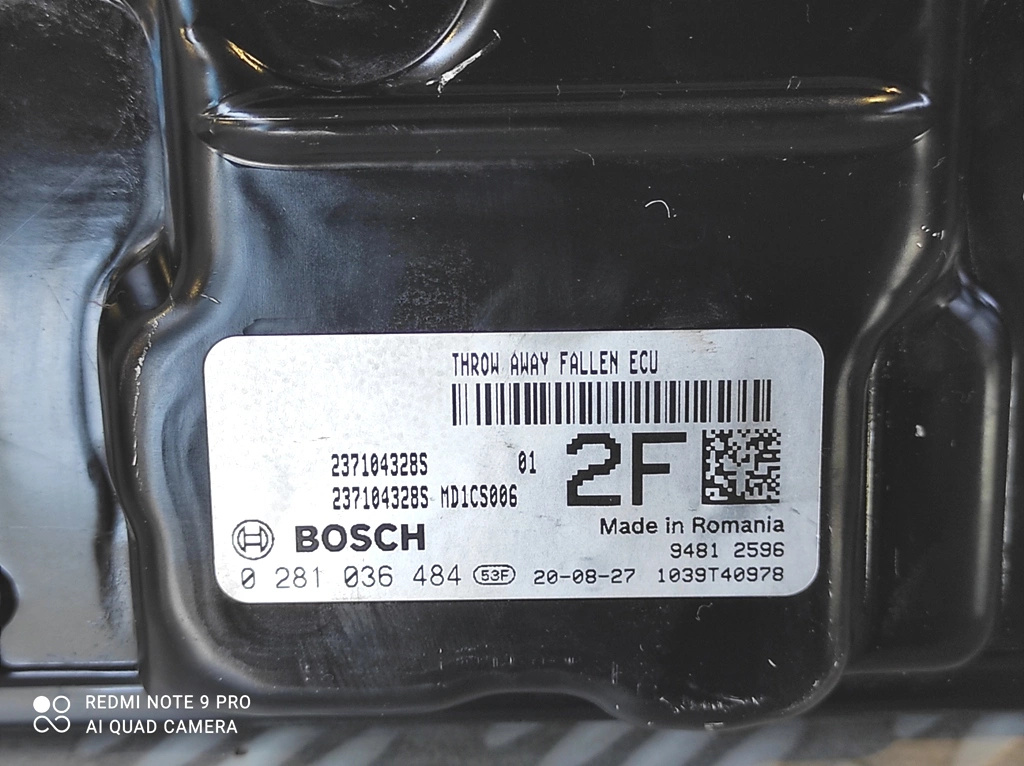 THROW AWAY FALLEN ECU
237104328S 01
2F
237104328S MD1CS006
Made in Romania
BOSCH
9481 2596
0 281 036 484 53F 20-08-27 1039T40978
REDMI NOTE 9 PRO
AI QUAD CAMERA